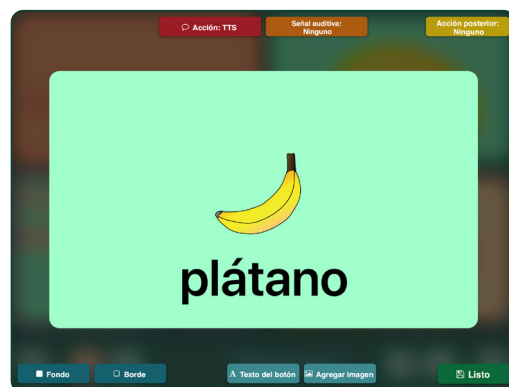 Acción: TTS
Señal auditiva:
Ninguno
Acción posterior:
Ninguno
plátano
Fondo
Borde
A Texto del botón
Agregar imagen
Listo